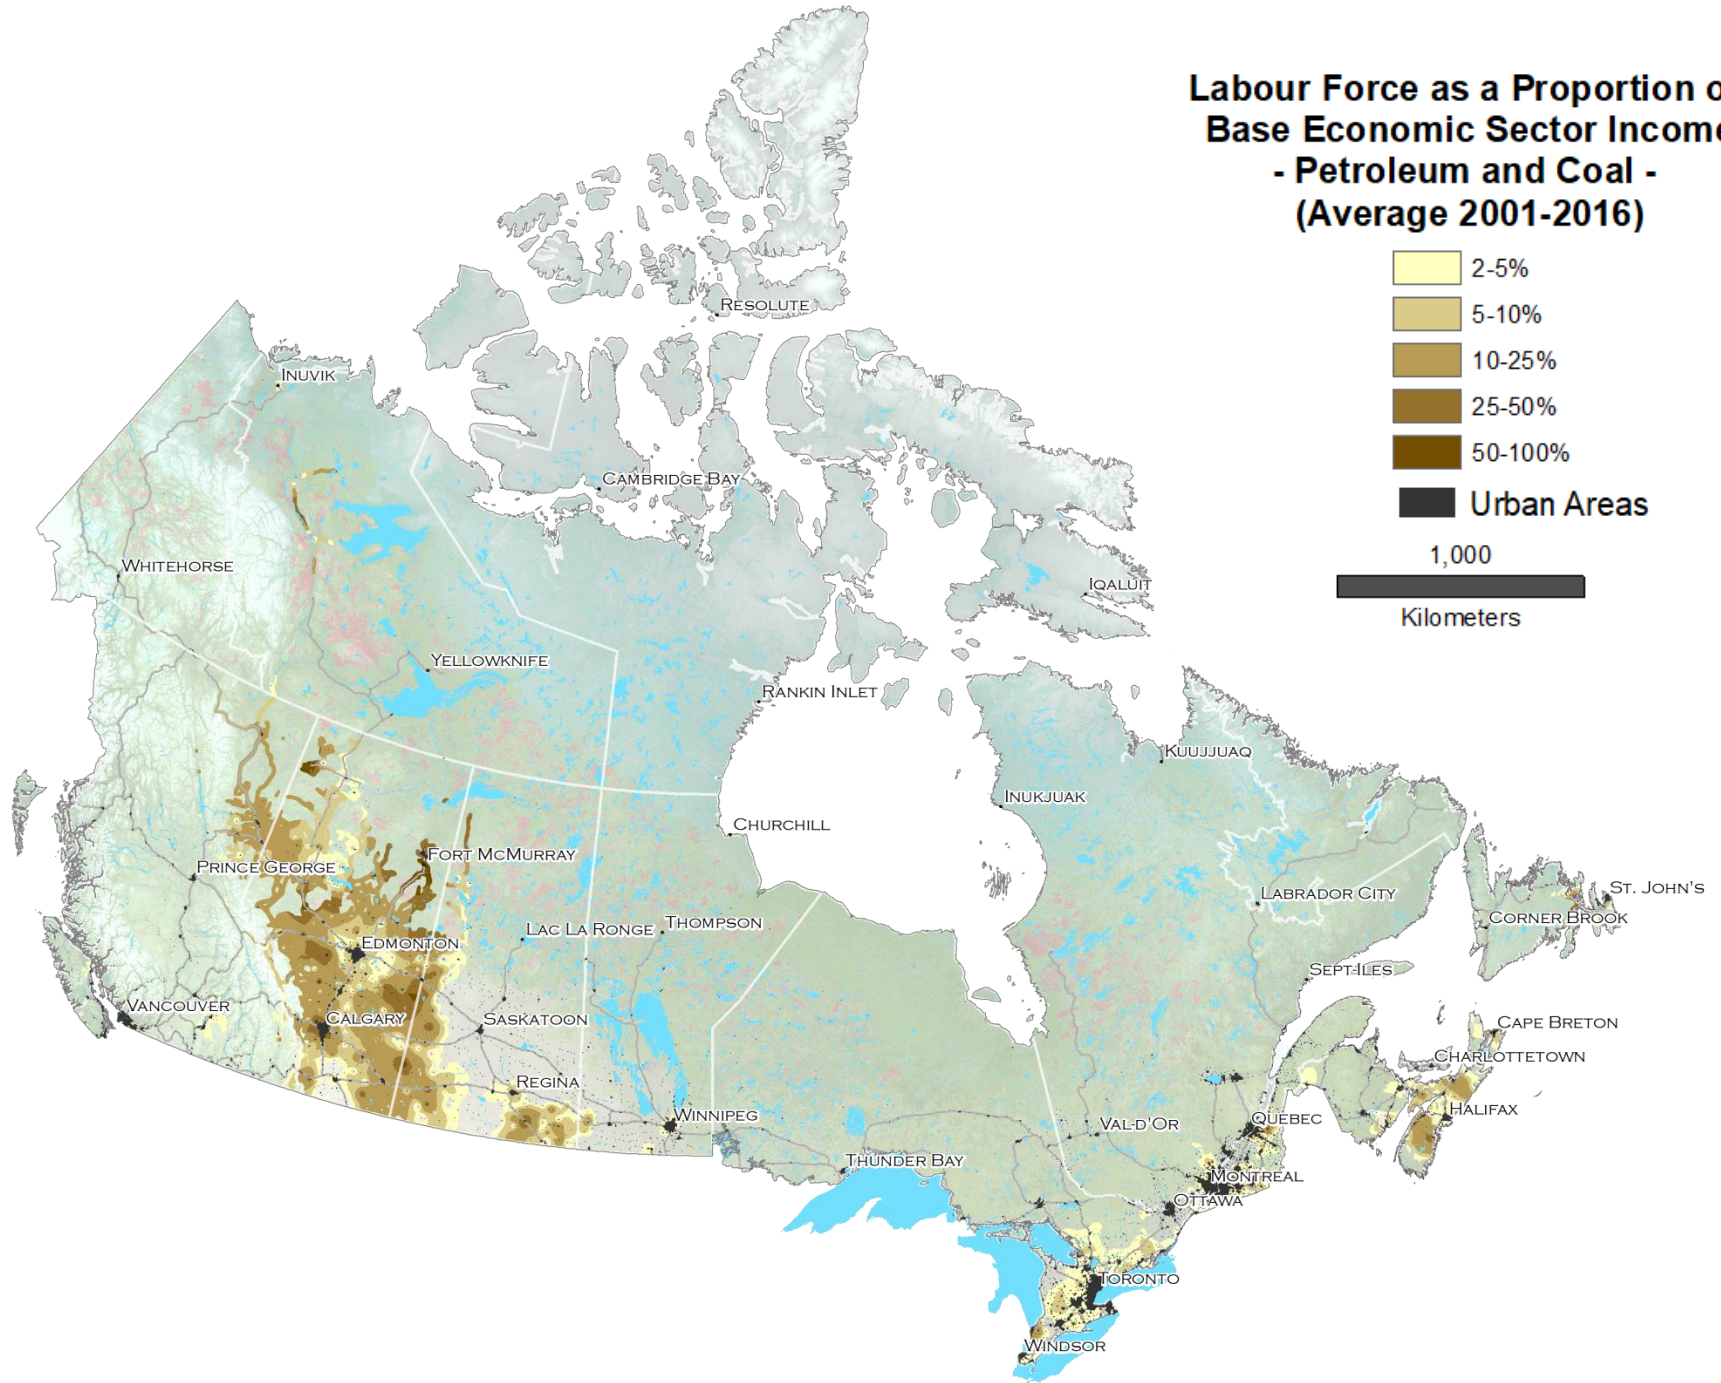 Labour Force as a Proportion o
Base Economic Sector Income
- Petroleum and Coal -
(Average 2001-2016)
2-5%
5-10%
10-25%
25-50%
50-100%
Urban Areas
1,000
Kilometers
RESOLUTE
INUVIK
CAMBRIDGE BAY
WHITEHORSE
IQALUIT
YELLOWKNIFE
RANKIN INLET
KUUJJUAQ
INUKJUAK
CHURCHILL
FORT MCMURRAY
PRINCE GEORGE
ST. JOHN'S
LABRADOR CITY
CORNER BROOK
LAC LA RONGE
THOMPSON
EDMONTON
SEPT-ILES
VANCOUVER
CALGARY
SASKATOON
CAPE BRETON
CHARLOTTETOWN
REGINA
HALIFAX
WINNIPEG
VAL-D'OR
QUEBEC
THUNDER BAY
MONTREAL
OTTAWA
TORONTO
WINDSOR